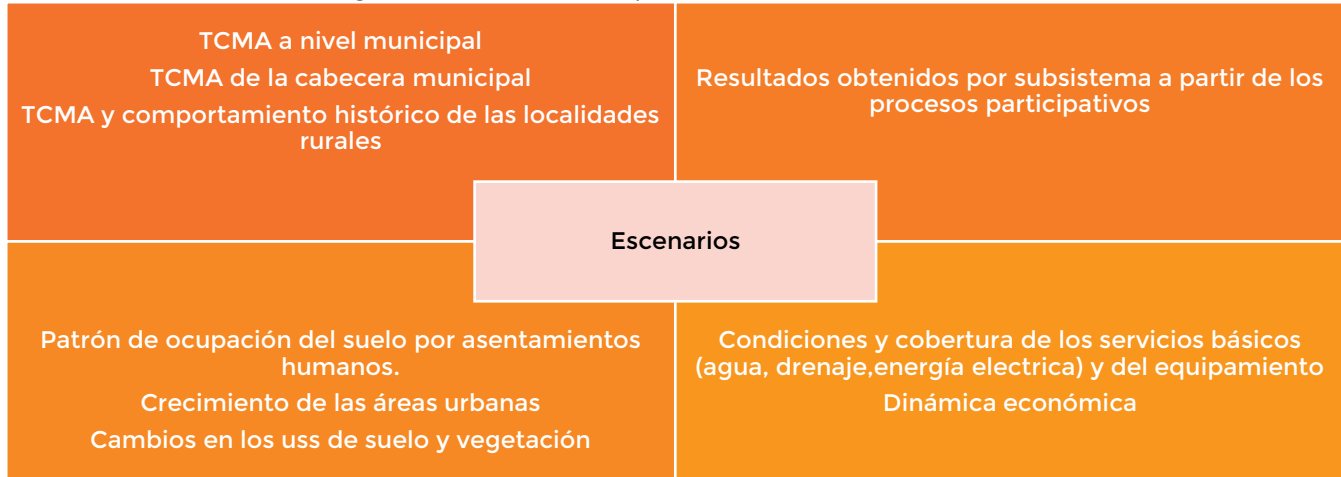 TCMA a nivel municipal
TCMA de la cabecera municipal
TCMA y comportamiento histórico de las localidades
rurales
Resultados obtenidos por subsistema a partir de los
procesos participativos
Escenarios
Patrón de ocupación del suelo por asentamientos
humanos.
Crecimiento de las áreas urbanas
Cambios en los uss de suelo y vegetación
Condiciones y cobertura de los servicios básicos
(agua, drenaje,energía electrica) y del equipamiento
Dinámica económica